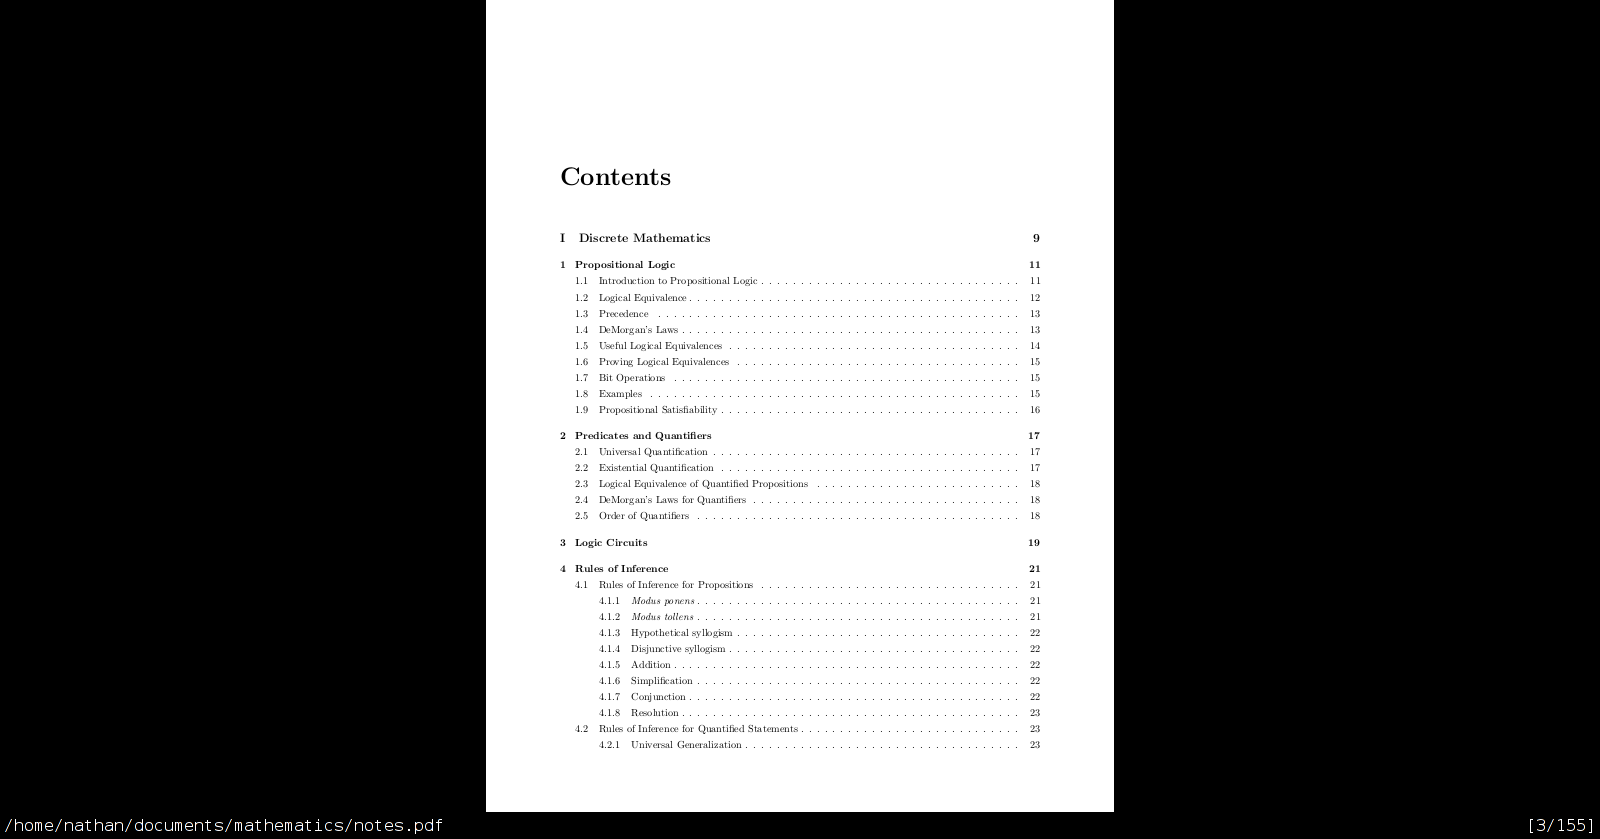 Contents
I Discrete Mathematics 9
1 Propositional Logic 11
1.1 Introduction to Propositional Logic . . . . . . . . . . . . . . . . . . . . . . . . . . . . . . . . . 11
1.2 Logical Equivalence . . . . . . . . . . . . . . . . . . . . . . . . . . . . . . . . . . . . . . . . . . 12
1.3 Precedence . . . . . . . . . . . . . . . . . . . . . . . . . . . . . . . . . . . . . . . . . . . . . . 13
1.4 DeMorgan's Laws . . . . . . . . . . . . . . . . . . . . . . . . . . . . . . . . . . . . . . . . . . . 13
1.5 Useful Logical Equivalences . . . . . . . . . . . . . . . . . . . . . . . . . . . . . . . . . . . . . 14
1.6 Proving Logical Equivalences . . . . . . . . . . . . . . . . . . . . . . . . . . . . . . . . . . . . 15
1.7 Bit Operations . . . . . . . . . . . . . . . . . . . . . . . . . . . . . . . . . . . . . . . . . . . . 15
1.8 Examples . . . . . . . . . . . . . . . . . . . . . . . . . . . . . . . . . . . . . . . . . . . . . . . 15
1.9 Propositional Satisfiability . . . . . . . . . . . . . . . . . . . . . . . . . . . . . . . . . . . . . . 16
2 Predicates and Quantifiers 17
2.1 Universal Quantification . . . . . . . . . . . . . . . . . . . . . . . . . . . . . . . . . . . . . . . 17
2.2 Existential Quantification . . . . . . . . . . . . . . . . . . . . . . . . . . . . . . . . . . . . . . 17
2.3 Logical Equivalence of Quantified Propositions . . . . . . . . . . . . . . . . . . . . . . . . . . 18
2.4 DeMorgan's Laws for Quantifiers . . . . . . . . . . . . . . . . . . . . . . . . . . . . . . . . . . 18
2.5 Order of Quantifiers . . . . . . . . . . . . . . . . . . . . . . . . . . . . . . . . . . . . . . . . . 18
3 Logic Circuits 19
4 Rules of Inference 21
4.1 Rules of Inference for Propositions . . . . . . . . . . . . . . . . . . . . . . . . . . . . . . . . . 21
4.1.1 Modus ponens . . . . . . . . . . . . . . . . . . . . . . . . . . . . . . . . . . . . . . . . . 21
4.1.2 Modus tollens . . . . . . . . . . . . . . . . . . . . . . . . . . . . . . . . . . . . . . . . . 21
4.1.3 Hypothetical syllogism . . . . . . . . . . . . . . . . . . . . . . . . . . . . . . . . . . . . 22
4.1.4 Disjunctive syllogism . . . . . . . . . . . . . . . . . . . . . . . . . . . . . . . . . . . . . 22
4.1.5 Addition . . . . . . . . . . . . . . . . . . . . . . . . . . . . . . . . . . . . . . . . . . . . 22
4.1.6 Simplification . . . . . . . . . . . . . . . . . . . . . . . . . . . . . . . . . . . . . . . . . 22
4.1.7 Conjunction . . . . . . . . . . . . . . . . . . . . . . . . . . . . . . . . . . . . . . . . . . 22
4.1.8 Resolution . . . . . . . . . . . . . . . . . . . . . . . . . . . . . . . . . . . . . . . . . . . 23
4.2 Rules of Inference for Quantified Statements . . . . . . . . . . . . . . . . . . . . . . . . . . . . 23
4.2.1 Universal Generalization . . . . . . . . . . . . . . . . . . . . . . . . . . . . . . . . . . . 23
/home/nathan/documents/mathematics/notes.pdf [3/155]